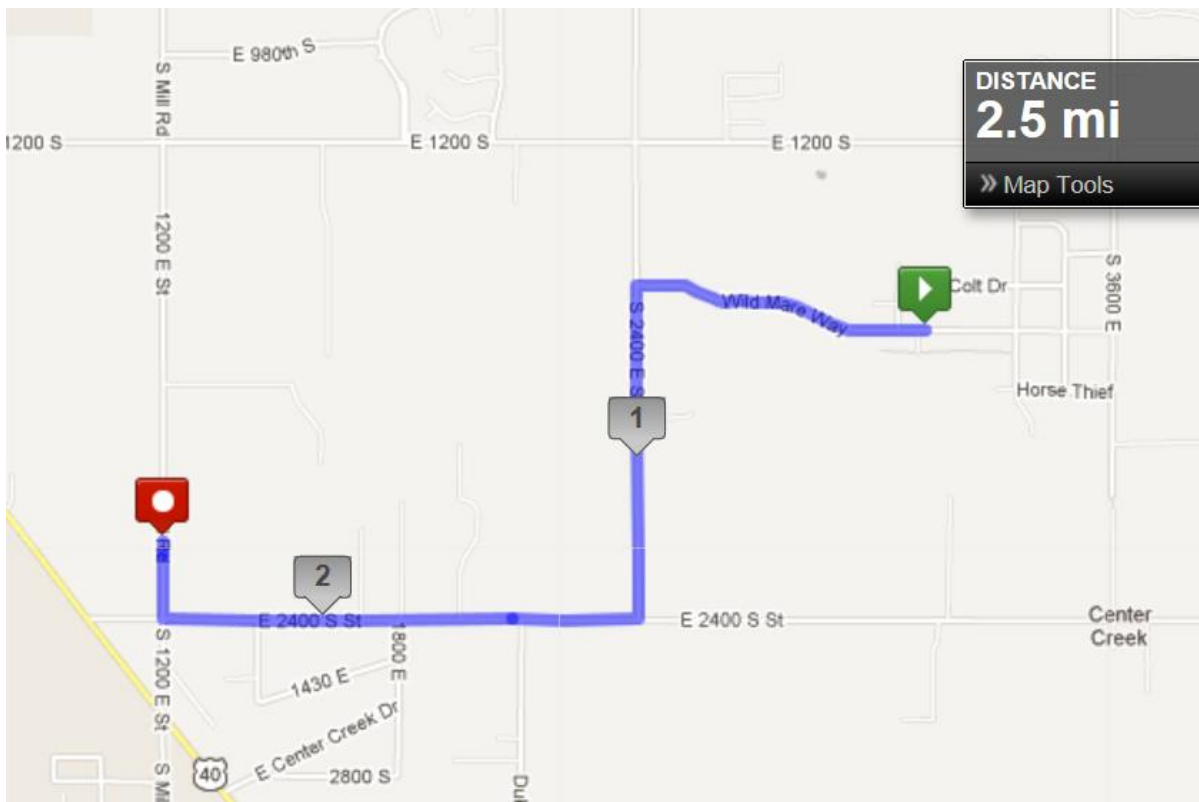 E 980th S
S Mill Rd
DISTANCE
2.5 mi
Map Tools
1200 S
E 1200 S
E 1200 S
1200 E St
S 3600 E
Colt Dr
Wild Mare Way
S 2400 E S
Horse Thief
1
2
E 2400 S St
E 2400 S St
Center
Creek
S 1200 E St
1800 E
1430 E
E Center Creek Dr
40
2800 S
S Mi